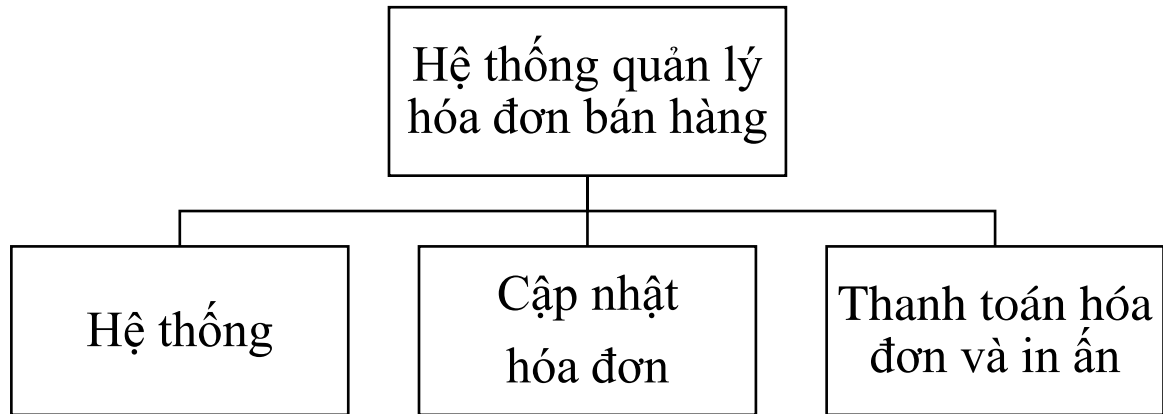 Hệ thống quản lý
hóa đơn bán hàng
Hệ thống
Cập nhật
hóa đơn
Thanh toán hóa
đơn và in ấn